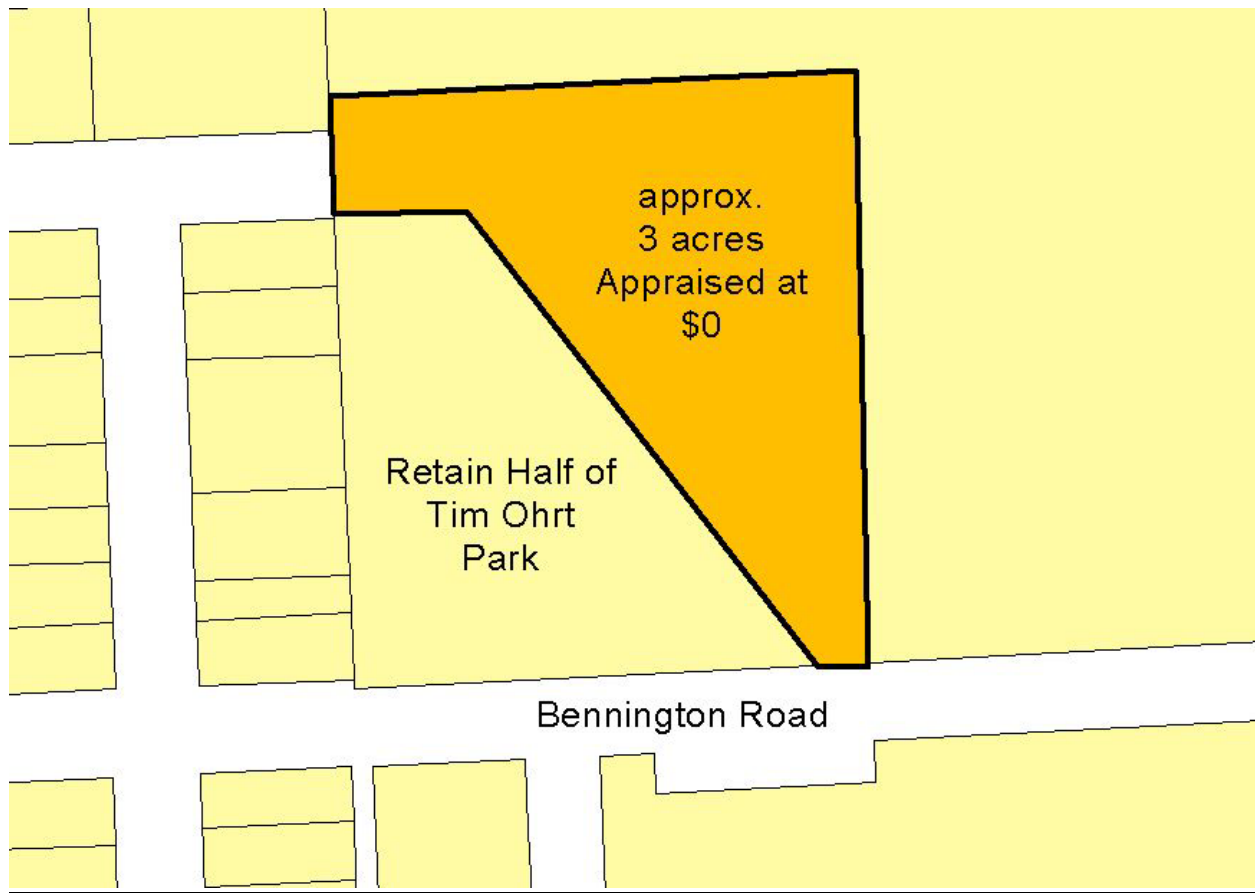 approx.
3 acres
Appraised at
$0
Retain Half of
Tim Ohrt
Park
Bennington Road